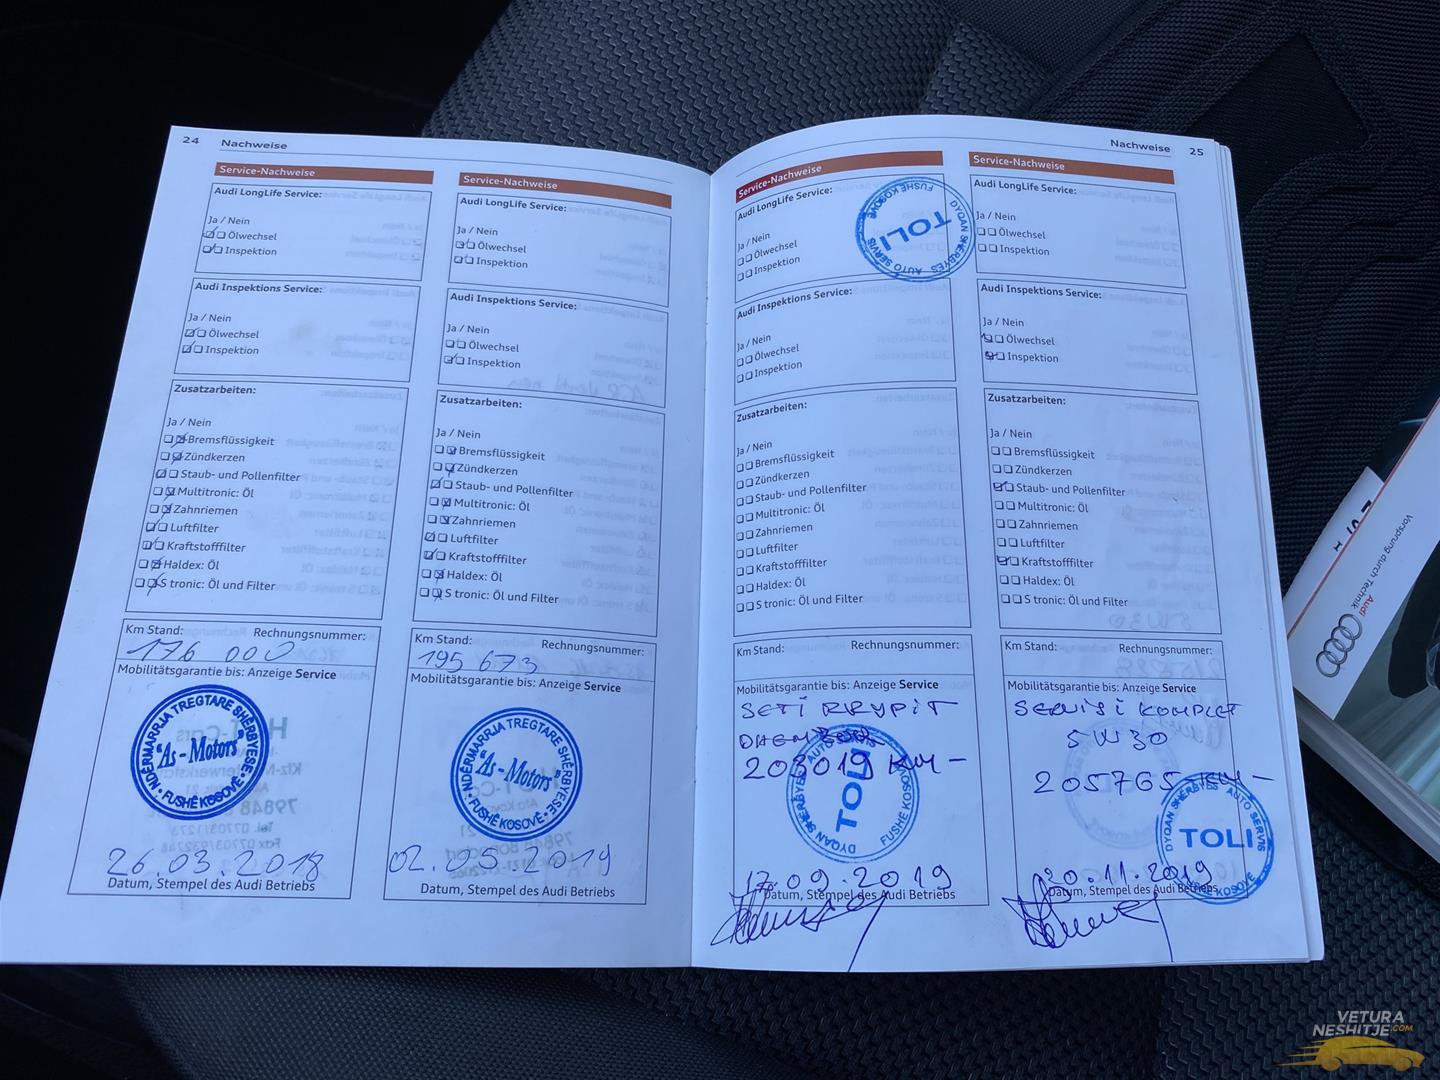 24 Nachweise
Service-Nachweise
Audi LongLife Service:
Ja / Nein
Ölwechsel
Inspektion
Audi Inspektions Service:
Ja / Nein
Ölwechsel
Inspektion
Zusatzarbeiten:
Ja / Nein
Bremsflüssigkeit
Zündkerzen
Staub- und Pollenfilter
Multitronic: Öl
Zahnriemen
Luftfilter
Kraftstofffilter
Haldex: Öl
S tronic: Öl und Filter
Km Stand: Rechnungsnummer:
176 000
Mobilitätsgarantie bis: Anzeige Service
NDËRMARRJA TREGTARE SHËRBYESE
"As - Motors"
FUSHË KOSOVË
26.03.2018
Datum, Stempel des Audi Betriebs
Service-Nachweise
Audi LongLife Service:
Ja / Nein
Ölwechsel
Inspektion
Audi Inspektions Service:
Ja / Nein
Ölwechsel
Inspektion
Zusatzarbeiten:
Ja / Nein
Bremsflüssigkeit
Zündkerzen
Staub- und Pollenfilter
Multitronic: Öl
Zahnriemen
Luftfilter
Kraftstofffilter
Haldex: Öl
S tronic: Öl und Filter
Km Stand: Rechnungsnummer:
195 673
Mobilitätsgarantie bis: Anzeige Service
NDËRMARRJA TREGTARE SHËRBYESE
"As - Motors"
FUSHË KOSOVË
02.05.2019
Datum, Stempel des Audi Betriebs
Nachweise 25
Service-Nachweise
Audi LongLife Service:
Ja / Nein
Ölwechsel
Inspektion
DYQAN SHËRBYES AUTO SERVIS
TOLI
FUSHË KOSOVË
Audi Inspektions Service:
Ja / Nein
Ölwechsel
Inspektion
Zusatzarbeiten:
Ja / Nein
Bremsflüssigkeit
Zündkerzen
Staub- und Pollenfilter
Multitronic: Öl
Zahnriemen
Luftfilter
Kraftstofffilter
Haldex: Öl
S tronic: Öl und Filter
Km Stand: Rechnungsnummer:
Mobilitätsgarantie bis: Anzeige Service
SETI RRYPIT
203019 KM-
DYQAN SHËRBYES AUTO SERVIS
TOLI
FUSHË KOSOVË
17.09.2019
Datum, Stempel des Audi Betriebs
Service-Nachweise
Audi LongLife Service:
Ja / Nein
Ölwechsel
Inspektion
Audi Inspektions Service:
Ja / Nein
Ölwechsel
Inspektion
Zusatzarbeiten:
Ja / Nein
Bremsflüssigkeit
Zündkerzen
Staub- und Pollenfilter
Multitronic: Öl
Zahnriemen
Luftfilter
Kraftstofffilter
Haldex: Öl
S tronic: Öl und Filter
Km Stand: Rechnungsnummer:
Mobilitätsgarantie bis: Anzeige Service
SERVISI KOMPLET
5W30
205765 KM-
DYQAN SHËRBYES AUTO SERVIS
TOLI
FUSHË KOSOVË
20.11.2019
Datum, Stempel des Audi Betriebs
Audi
Vorsprung durch Technik
VETURA
NESHITJE.COM